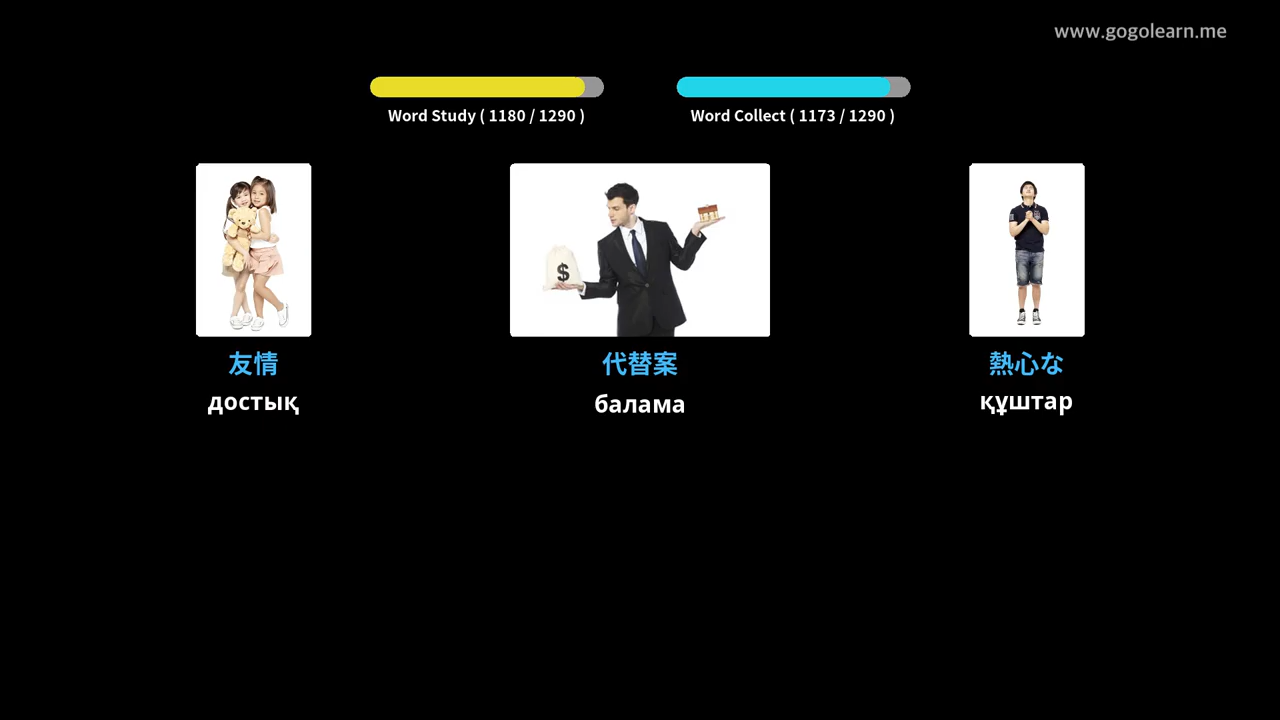 www.gogolearn.me
Word Study ( 1180 / 1290 )
Word Collect ( 1173 / 1290 )
$
友情
достық
代替案
балама
熱心な
құштар